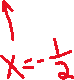 x = -1/2